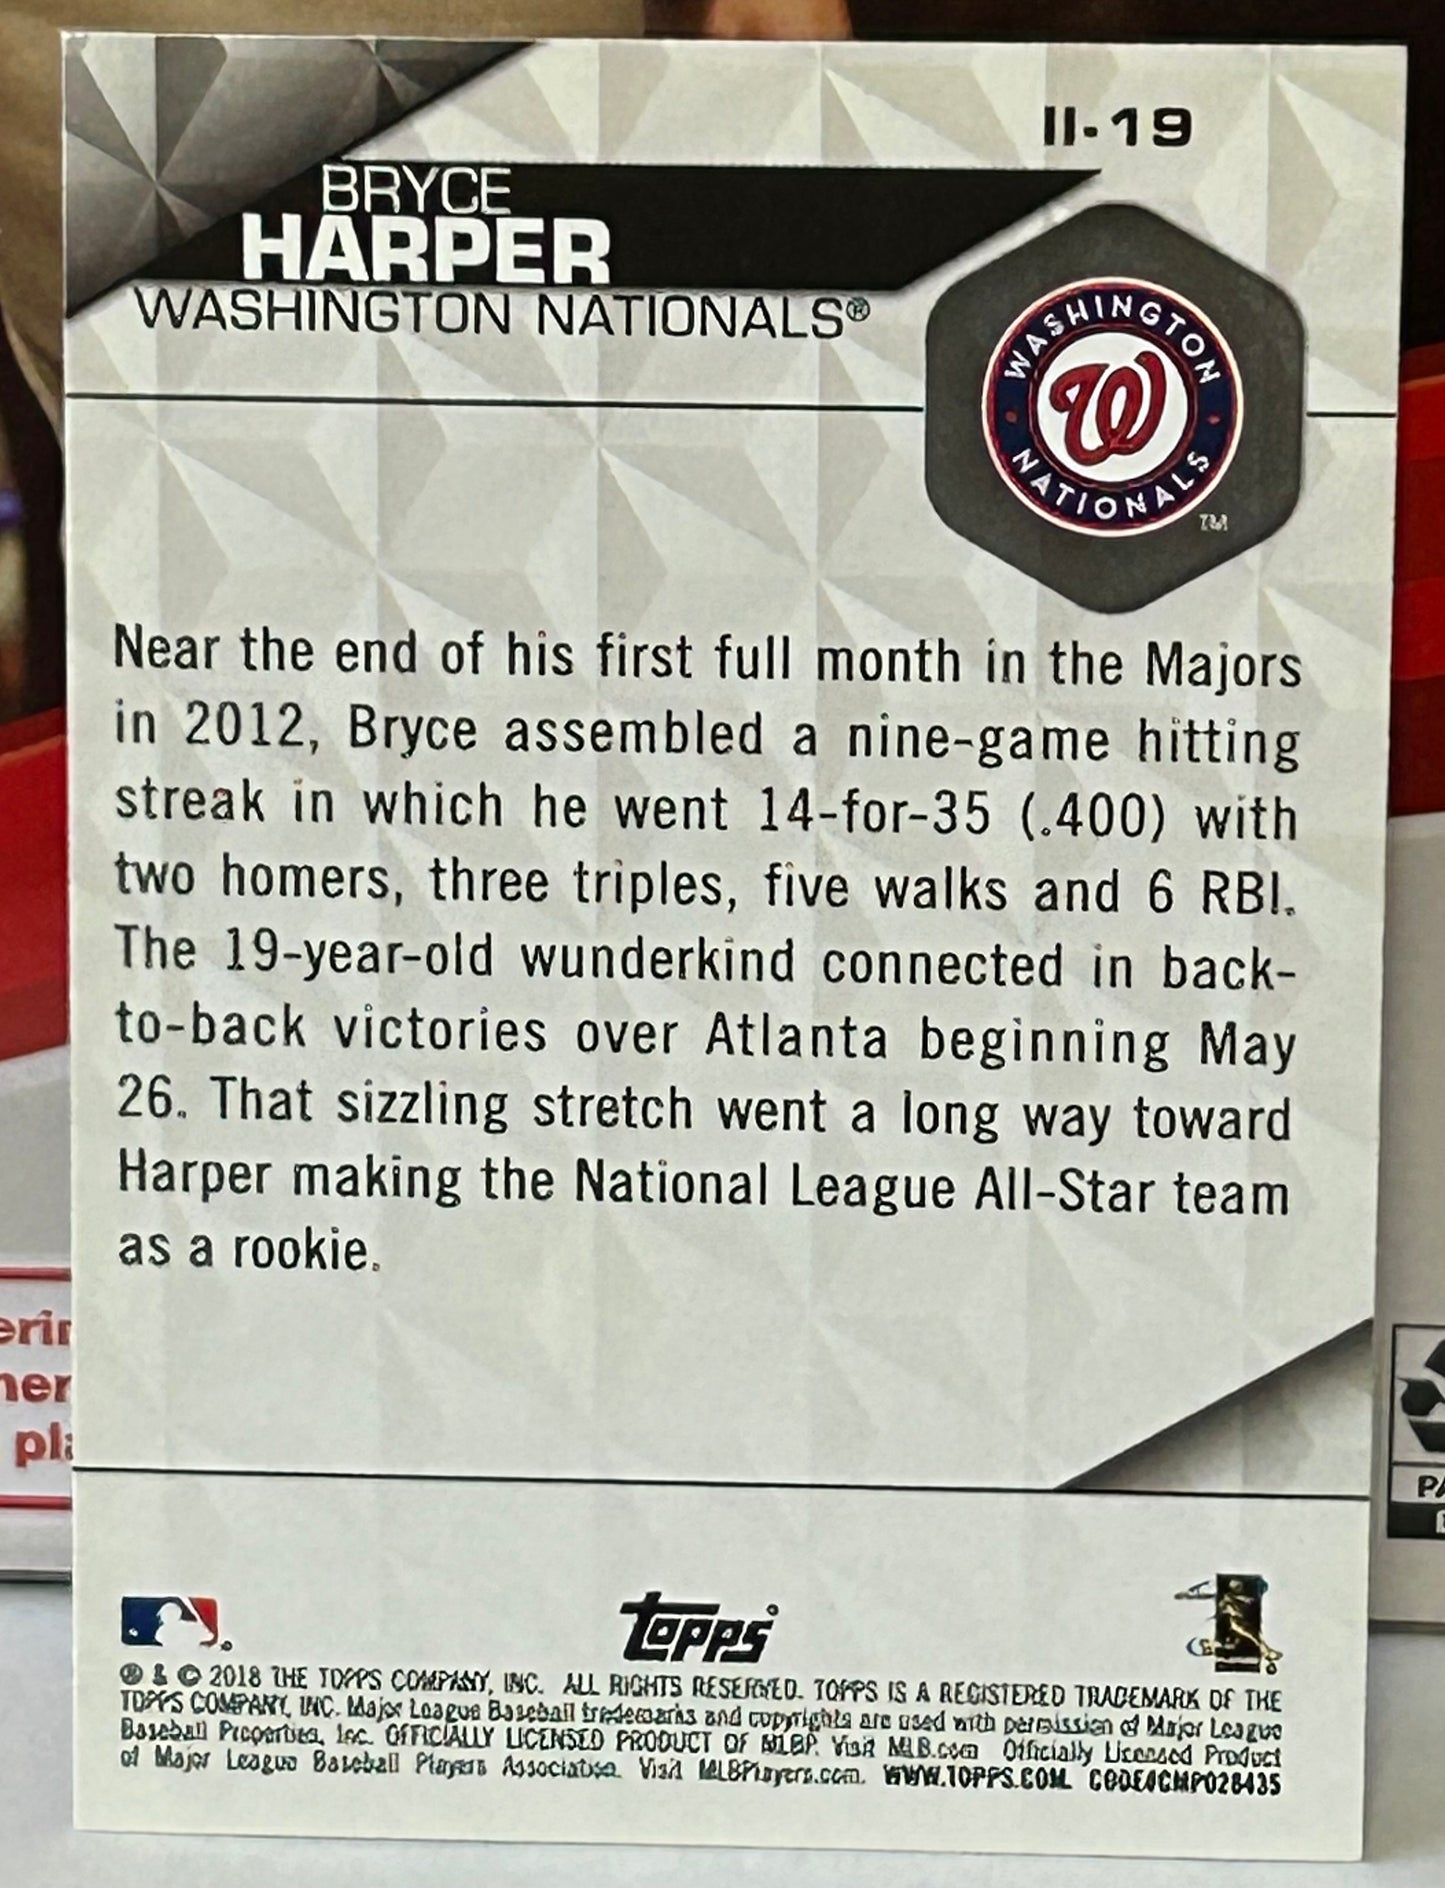 II-19
BRYCE
HARPER
WASHINGTON NATIONALS®
WASHINGTON
W
NATIONALS
TM
Near the end of his first full month in the Majors
in 2012, Bryce assembled a nine-game hitting
streak in which he went 14-for-35 (.400) with
two homers, three triples, five walks and 6 RBI.
The 19-year-old wunderkind connected in back-
to-back victories over Atlanta beginning May
26. That sizzling stretch went a long way toward
Harper making the National League All-Star team
as a rookie.
pla
topps®
® & © 2018 THE TOPPS COMPANY, INC. ALL RIGHTS RESERVED. TOPPS IS A REGISTERED TRADEMARK OF THE
TOPPS COMPANY, INC. Major League Baseball trademarks and copyrights are used with permission of Major League
Baseball Properties, Inc. OFFICIALLY LICENSED PRODUCT OF MLBP. Visit MLB.com Officially Licensed Product
of Major League Baseball Players Association. Visit MLBPlayers.com. WWW.TOPPS.COM. CODE#CMP028435